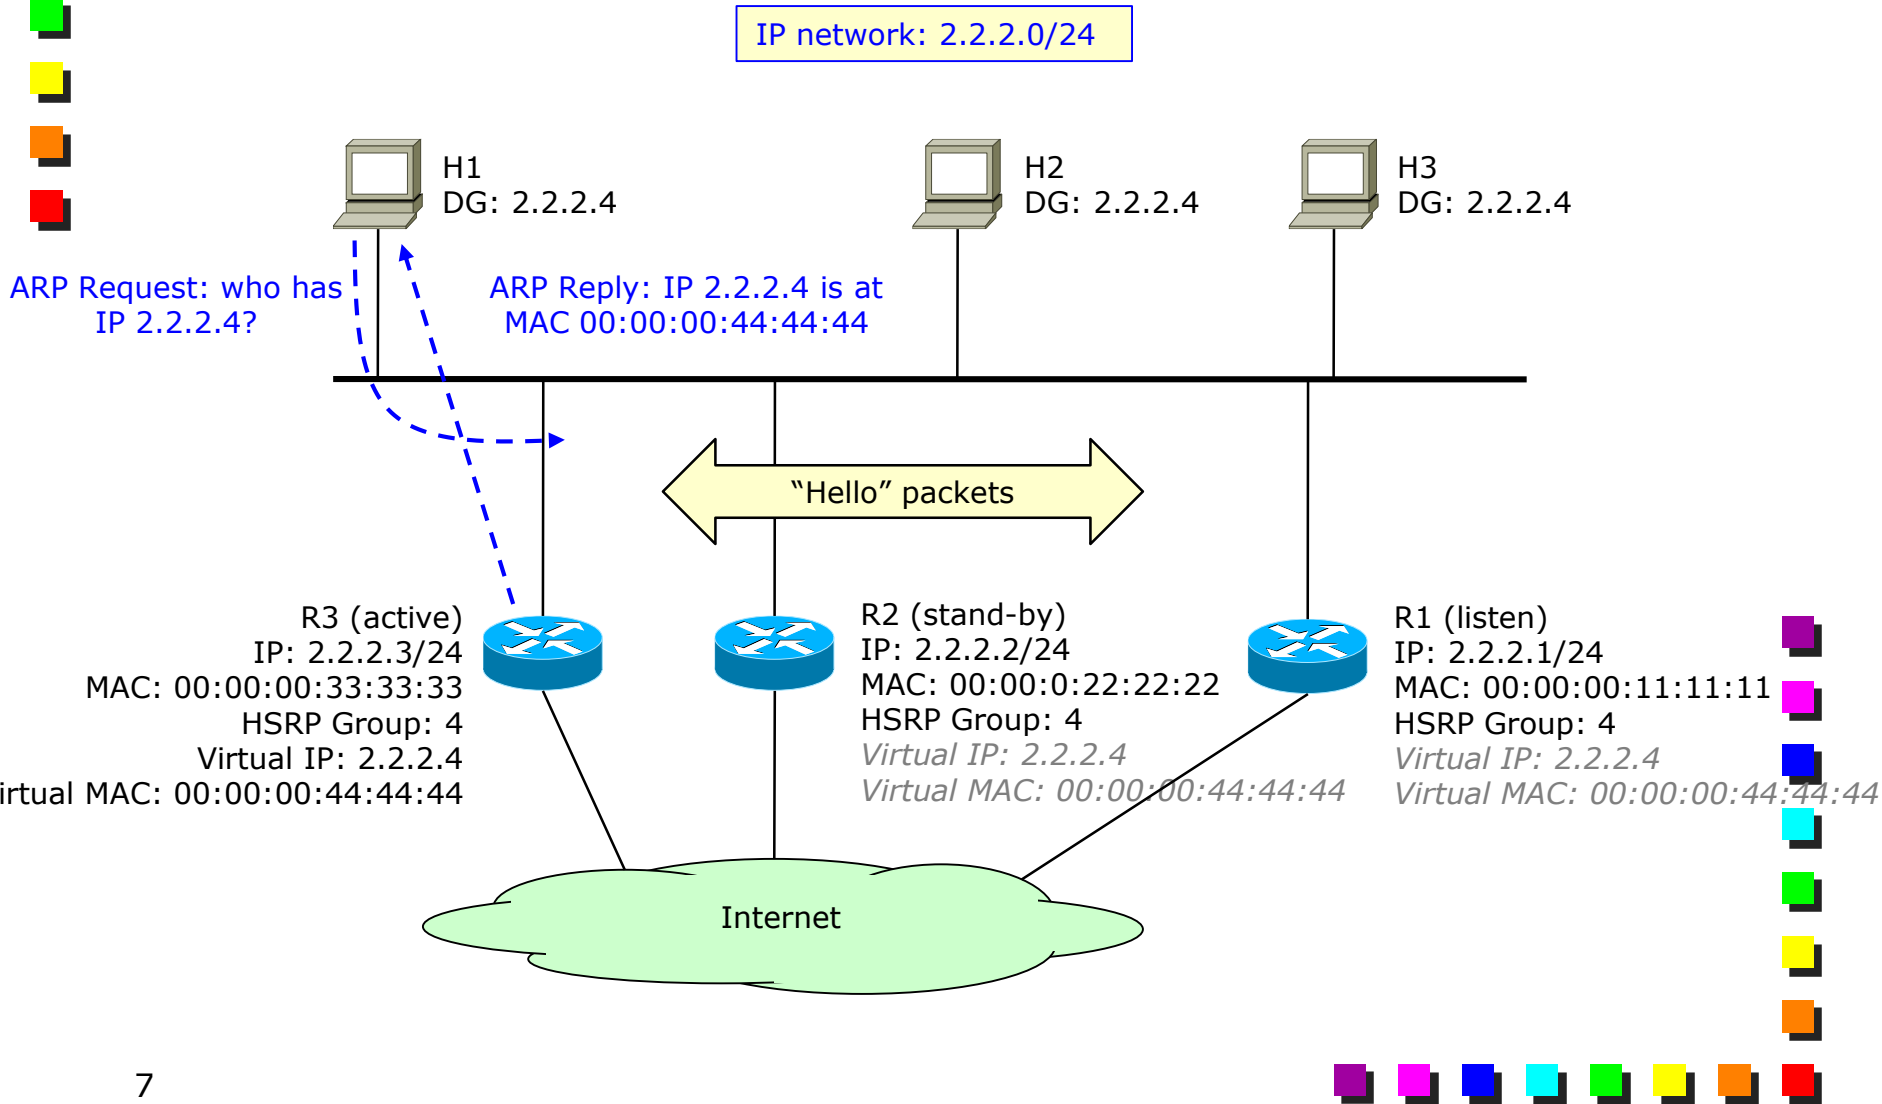 IP network: 2.2.2.0/24
H1
DG: 2.2.2.4
H2
DG: 2.2.2.4
H3
DG: 2.2.2.4
ARP Request: who has
IP 2.2.2.4?
ARP Reply: IP 2.2.2.4 is at
MAC 00:00:00:44:44:44
“Hello” packets
R3 (active)
IP: 2.2.2.3/24
MAC: 00:00:00:33:33:33
HSRP Group: 4
Virtual IP: 2.2.2.4
irtual MAC: 00:00:00:44:44:44
R2 (stand-by)
IP: 2.2.2.2/24
MAC: 00:00:0:22:22:22
HSRP Group: 4
Virtual IP: 2.2.2.4
Virtual MAC: 00:00:00:44:44:44
R1 (listen)
IP: 2.2.2.1/24
MAC: 00:00:00:11:11:11
HSRP Group: 4
Virtual IP: 2.2.2.4
Virtual MAC: 00:00:00:44:44:44
Internet
7